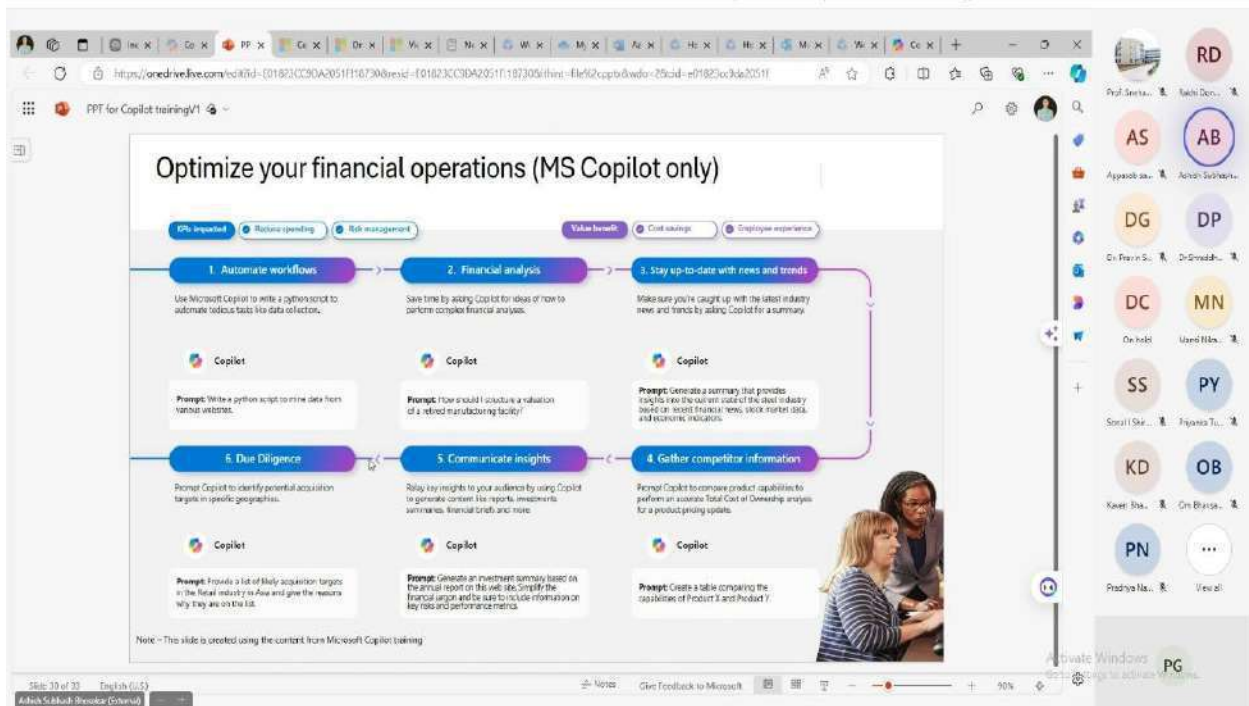 PP
https://onedrive.live.com/edit?id=
PPT for Copilot trainingV1
Optimize your financial operations (MS Copilot only)
KPIs impacted
Reduce spending
Risk management
Value benefit
Cost savings
Employee experience
1. Automate workflows
2. Financial analysis
3. Stay up-to-date with news and trends
Use Microsoft Copilot to write a python script to
automate tedious tasks like data collection.
Save time by asking Copilot for ideas of how to
perform complex financial analyses.
Make sure you're caught up with the latest industry
news and trends by asking Copilot for a summary.
Copilot
Copilot
Copilot
Prompt: Write a python script to mine data from
various websites.
Prompt: How should I structure a valuation
of a retired manufacturing facility?
Prompt: Generate a summary that provides
insights into the current state of the steel industry
based on recent financial news, stock market data,
and economic indicators.
6. Due Diligence
5. Communicate insights
4. Gather competitor information
Prompt Copilot to identify potential acquisition
targets in specific geographies.
Relay key insights to your audience by using Copilot
to generate content like reports, investments
summaries, financial briefs and more.
Prompt Copilot to compare product capabilities to
perform an accurate Total Cost of Ownership analysis
for a product pricing update.
Copilot
Copilot
Copilot
Prompt: Provide a list of likely acquisition targets
in the Retail industry in Asia and give the reasons
why they are on the list.
Prompt: Generate an investment summary based on
the annual report on this web site. Simplify the
financial jargon and be sure to include information on
key risks and performance metrics.
Prompt: Create a table comparing the
capabilities of Product X and Product Y.
Note – This slide is created using the content from Microsoft Copilot training
Slide 30 of 33
English (U.S.)
Notes
Give Feedback to Microsoft
90%
RD
AS
AB
DG
DP
DC
MN
On hold
SS
PY
KD
OB
PN
View all
PG
Activate Windows